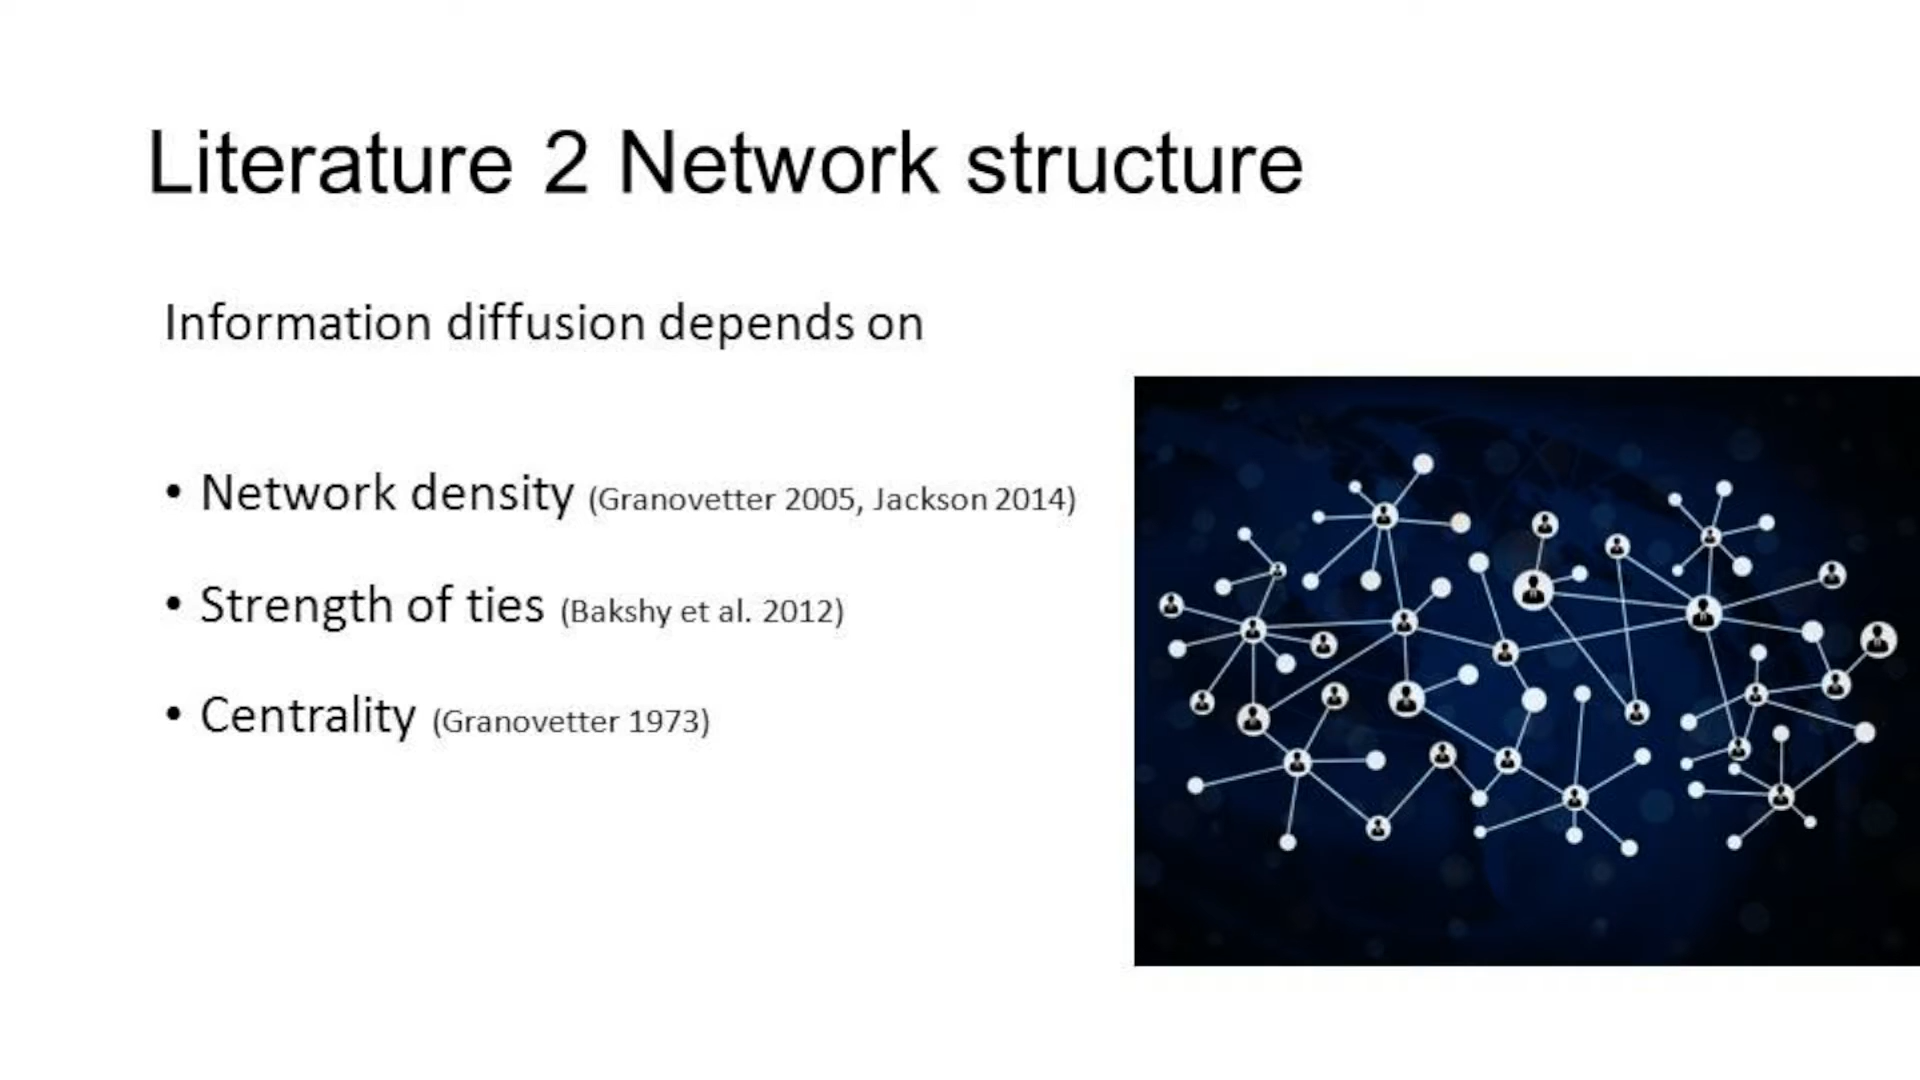 Literature 2 Network structure
Information diffusion depends on
• Network density (Granovetter 2005, Jackson 2014)
• Strength of ties (Bakshy et al. 2012)
• Centrality (Granovetter 1973)